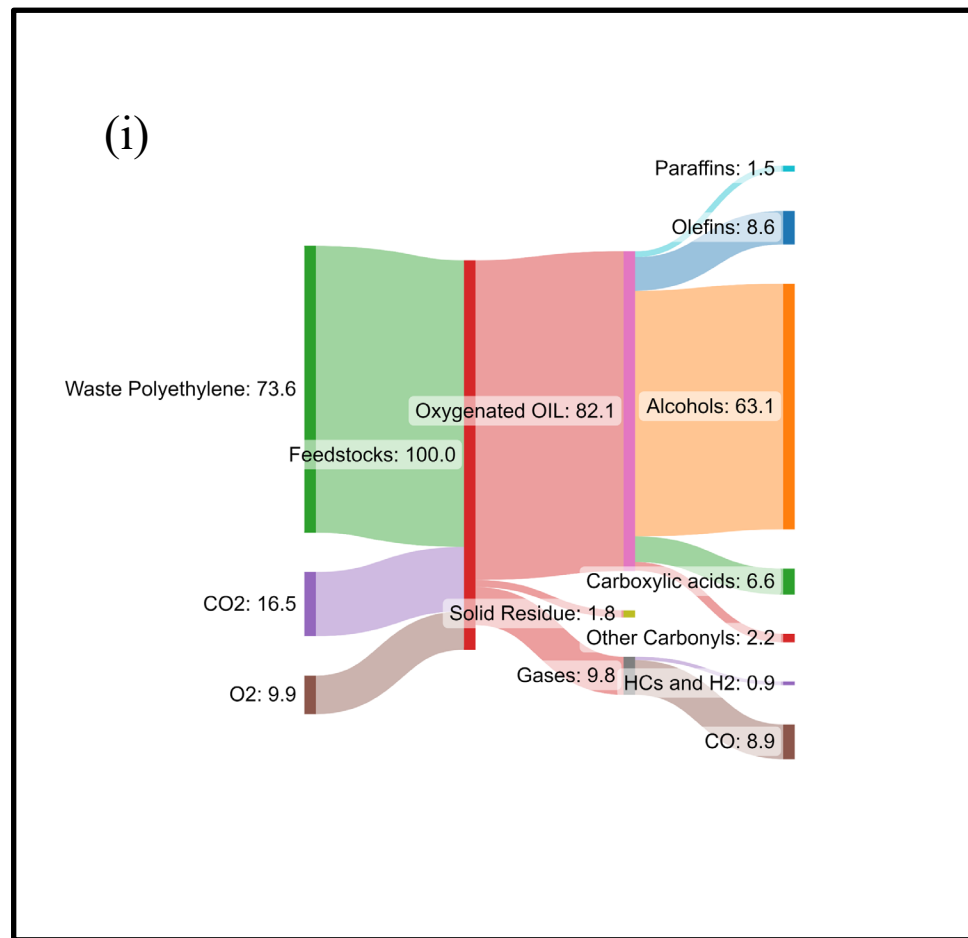 (i)
Paraffins: 1.5
Olefins: 8.6
Waste Polyethylene: 73.6
Oxygenated OIL: 82.1
Alcohols: 63.1
Feedstocks: 100.0
Carboxylic acids: 6.6
CO2: 16.5
Solid Residue: 1.8
Other Carbonyls: 2.2
Gases: 9.8
HCs and H2: 0.9
O2: 9.9
CO: 8.9